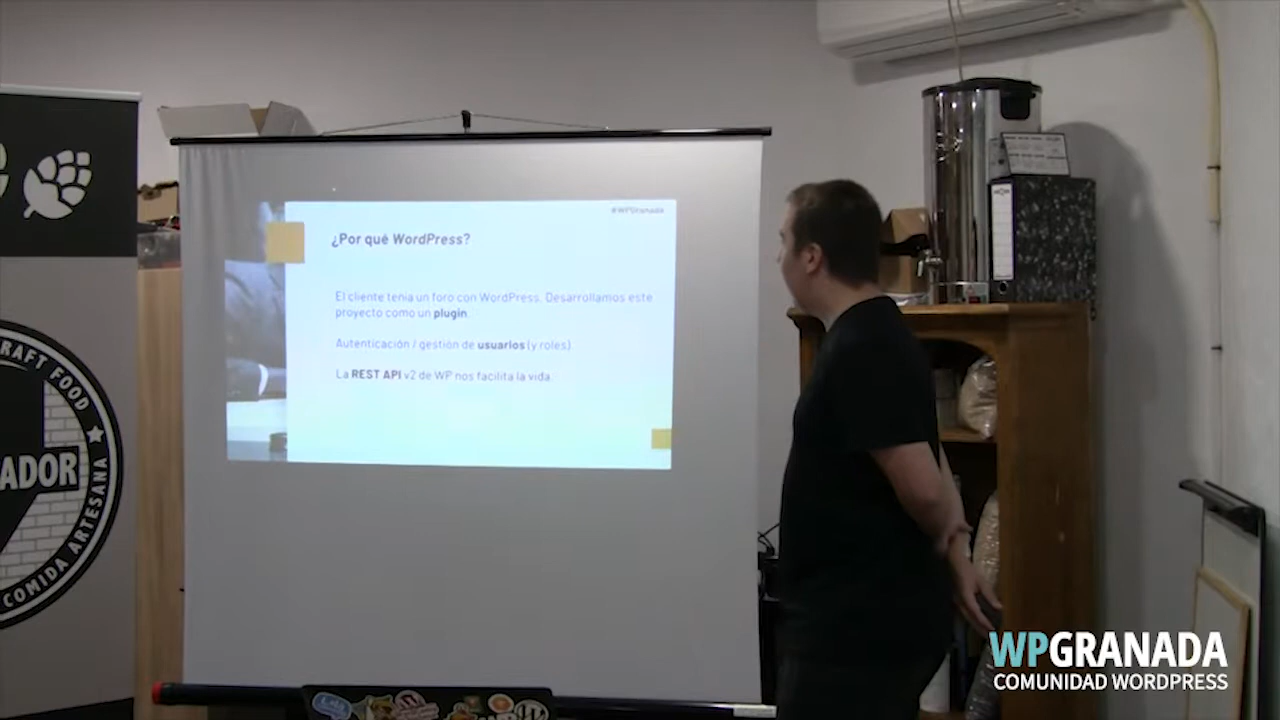 #WPGranada
¿Por qué WordPress?
El cliente tenia un foro con WordPress. Desarrollamos este
proyecto como un plugin.
Autenticación / gestión de usuarios (y roles)
La REST API v2 de WP nos facilita la vida.
RAFT FOOD
ADOR
COMIDA ARTESANA
WPGRANADA
COMUNIDAD WORDPRESS